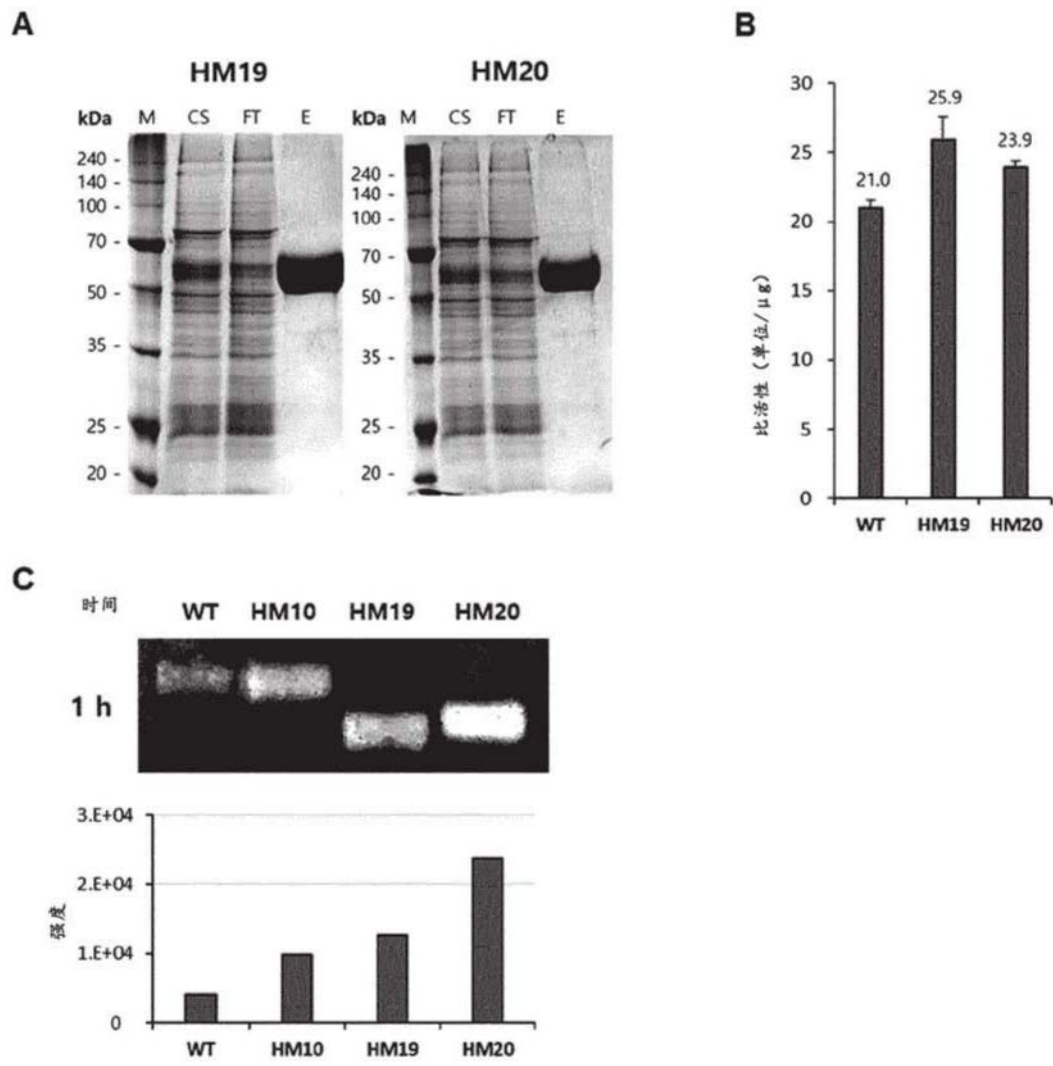 A
HM19
HM20
kDa M CS FT E
kDa M CS FT E
240 -
140 -
100 -
70 -
50 -
35 -
25 -
20 -
240 -
140 -
100 -
70 -
50 -
35 -
25 -
20 -
B
比活性 (单位/μg)
30
25
20
15
10
5
0
21.0
25.9
23.9
WT HM19 HM20
C
时间 WT HM10 HM19 HM20
1 h
强度
3.E+04
2.E+04
1.E+04
0
WT HM10 HM19 HM20